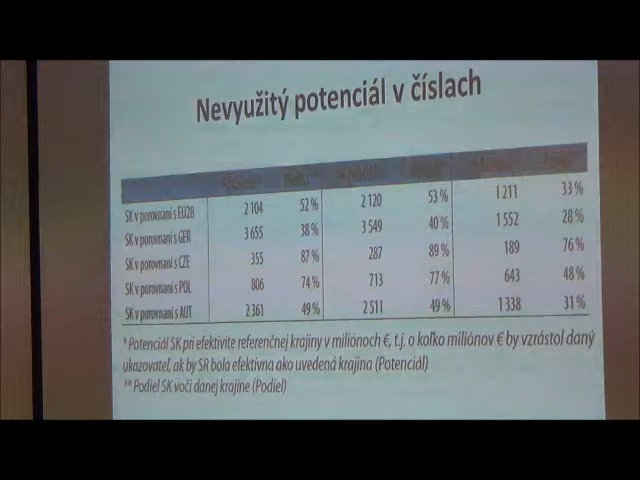 Nevyužitý potenciál v číslach
SK v porovnaní s EU28 2 104 52 % 2 120 53 % 1 211 33 %
SK v porovnaní s GER 3 655 38 % 3 549 40 % 1 552 28 %
SK v porovnaní s CZE 355 87 % 287 89 % 189 76 %
SK v porovnaní s POL 806 74 % 713 77 % 643 48 %
SK v porovnaní s AUT 2 361 49 % 2 511 49 % 1 338 31 %
* Potenciál SK pri efektivite referenčnej krajiny v miliónoch €, t.j. o koľko miliónov € by vzrástol daný
ukazovateľ, ak by SR bola efektívna ako uvedená krajina (Potenciál)
** Podiel SK voči danej krajine (Podiel)